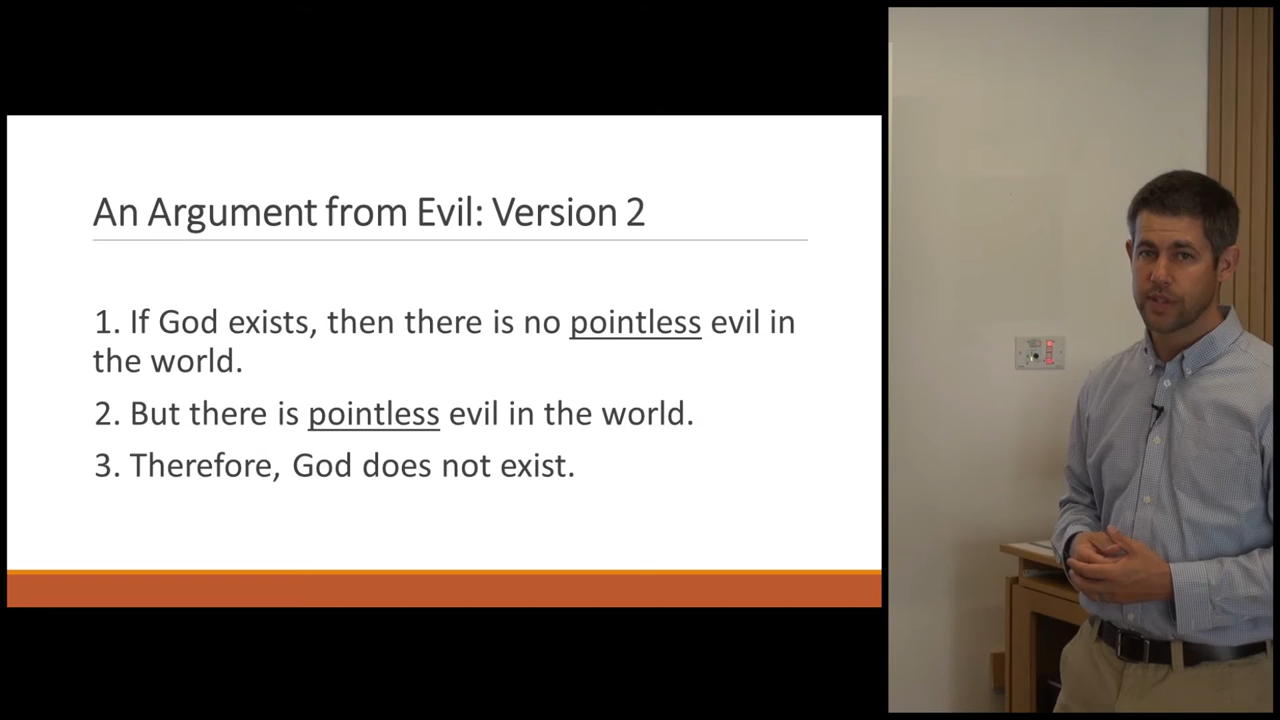 An Argument from Evil: Version 2
1. If God exists, then there is no pointless evil in
the world.
2. But there is pointless evil in the world.
3. Therefore, God does not exist.